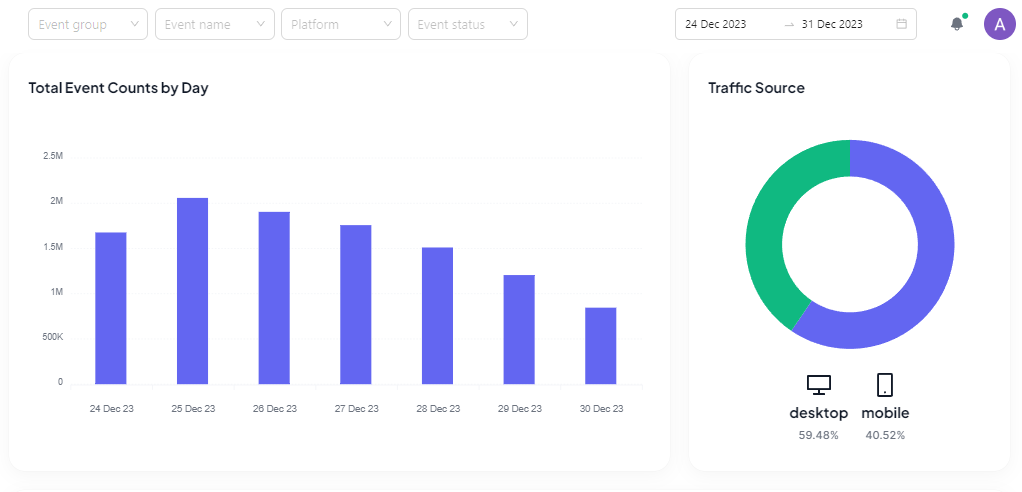 Event group
Event name
Platform
Event status
24 Dec 2023 → 31 Dec 2023
A
Total Event Counts by Day
2.5M
2M
1.5M
1M
500K
0
24 Dec 23
25 Dec 23
26 Dec 23
27 Dec 23
28 Dec 23
29 Dec 23
30 Dec 23
Traffic Source
desktop
mobile
59.48%
40.52%